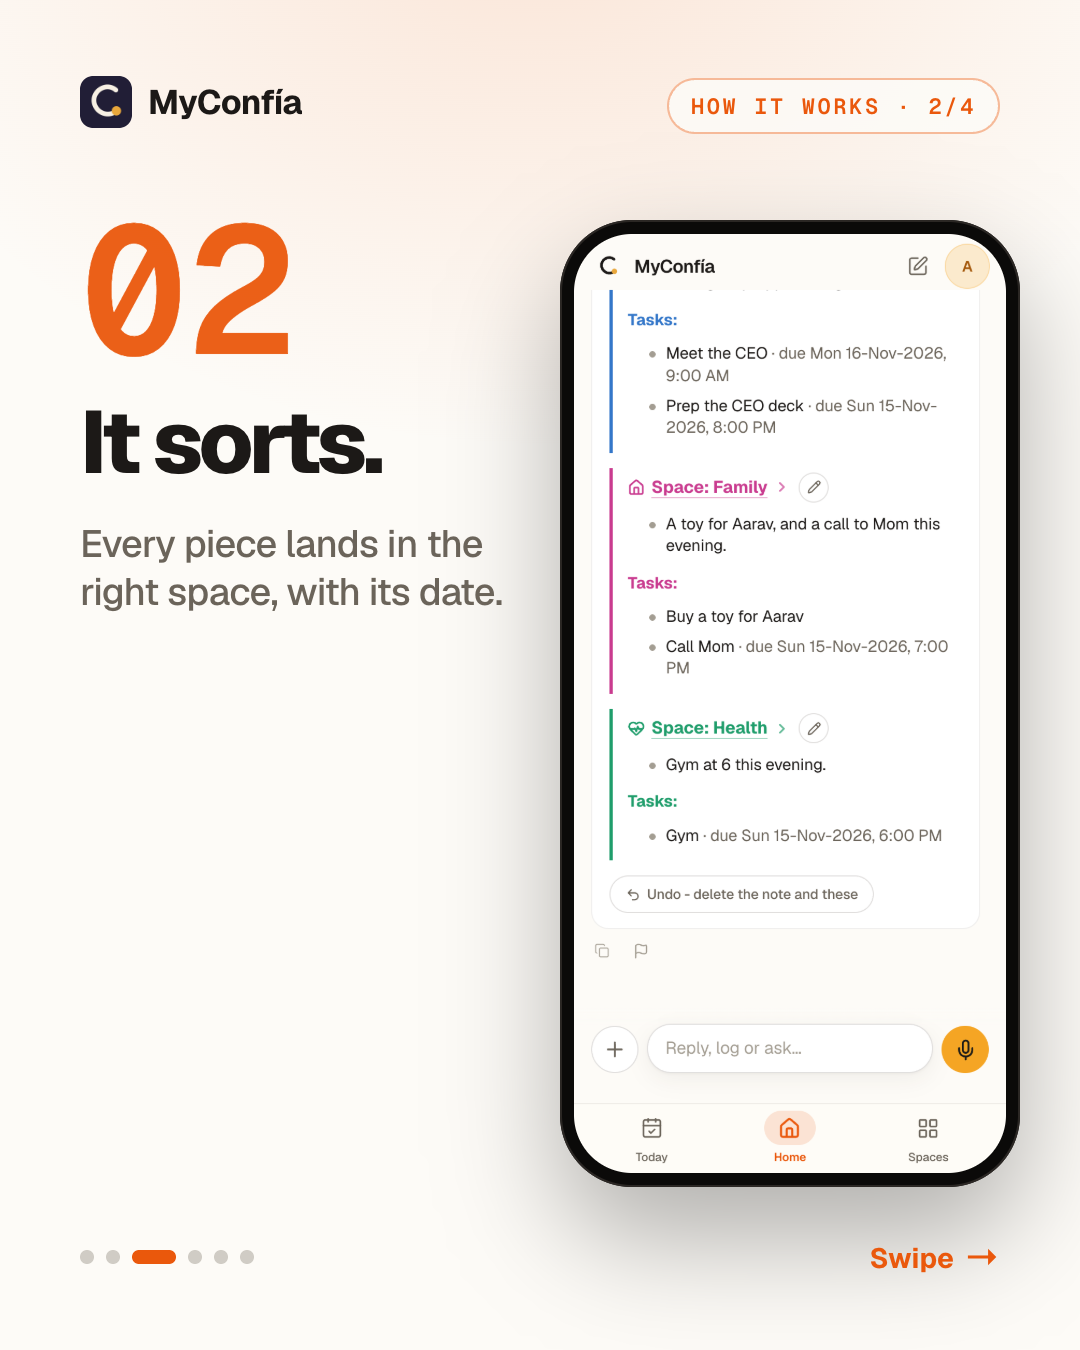 MyConfía
HOW IT WORKS · 2/4
02
It sorts.
Every piece lands in the
right space, with its date.
MyConfía
A
Tasks:
Meet the CEO · due Mon 16-Nov-2026,
9:00 AM
Prep the CEO deck · due Sun 15-Nov-
2026, 8:00 PM
Space: Family
A toy for Aarav, and a call to Mom this
evening.
Tasks:
Buy a toy for Aarav
Call Mom · due Sun 15-Nov-2026, 7:00
PM
Space: Health
Gym at 6 this evening.
Tasks:
Gym · due Sun 15-Nov-2026, 6:00 PM
Undo - delete the note and these
Reply, log or ask...
Today
Home
Spaces
Swipe →